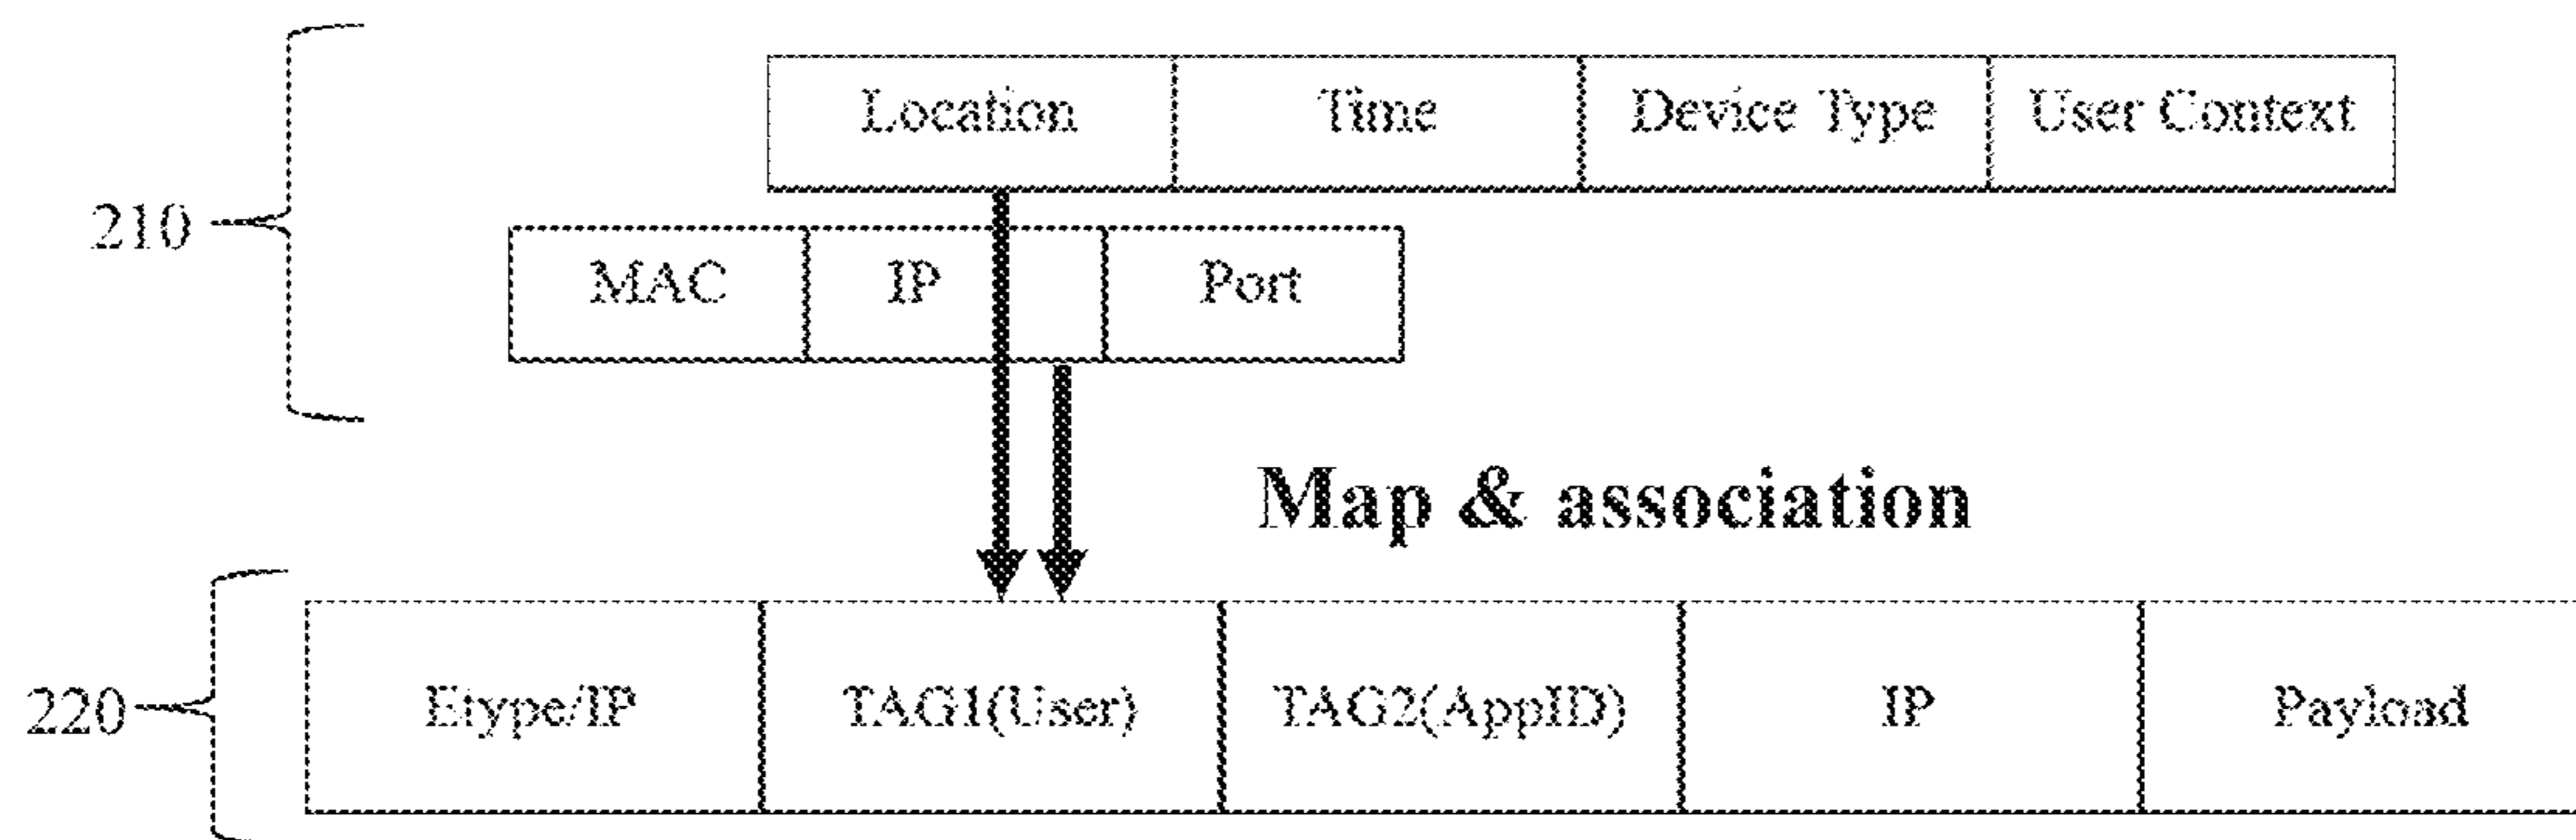 Location Time Device Type User Context
210
MAC IP Port
Map & association
220 Etype/IP TAG1(User) TAG2(AppID) IP Payload